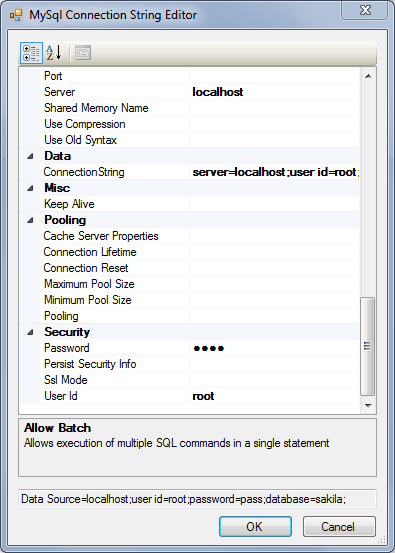 MySql Connection String Editor
Port
Server localhost
Shared Memory Name
Use Compression
Use Old Syntax
Data
ConnectionString server=localhost;user id=root;
Misc
Keep Alive
Pooling
Cache Server Properties
Connection Lifetime
Connection Reset
Maximum Pool Size
Minimum Pool Size
Pooling
Security
Password ●●●●
Persist Security Info
Ssl Mode
User Id root
Allow Batch
Allows execution of multiple SQL commands in a single statement
Data Source=localhost;user id=root;password=pass;database=sakila;
OK Cancel